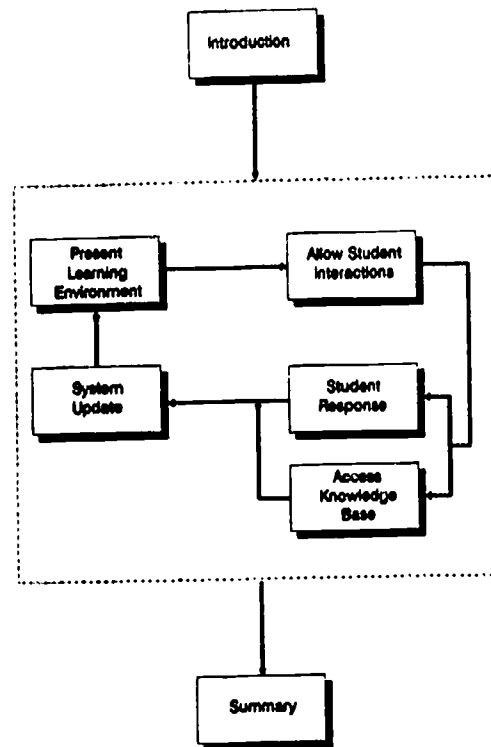 Introduction
Present
Learning
Environment
Allow Student
Interactions
System
Update
Student
Response
Access
Knowledge
Base
Summary